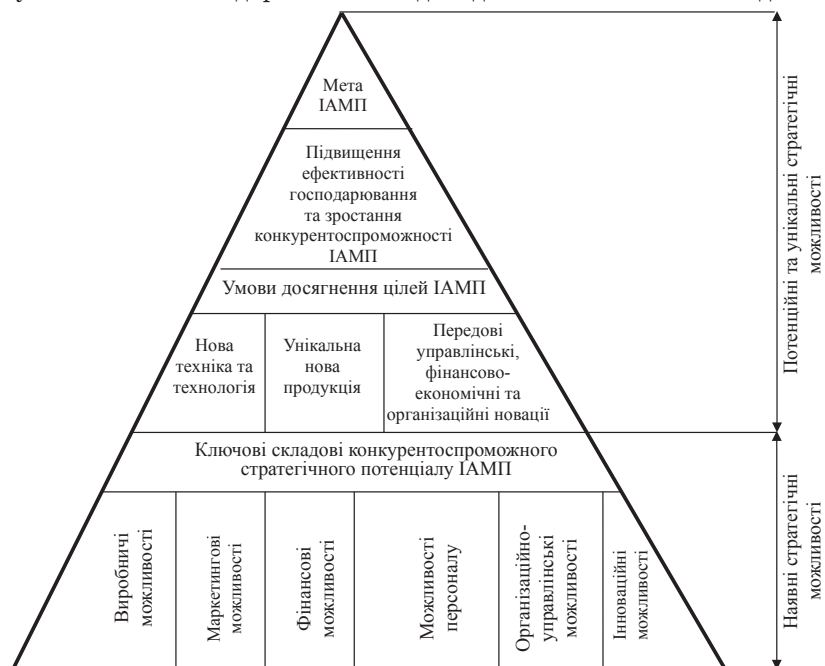 Мета
ІАМП
Підвищення
ефективності
господарювання
та зростання
конкурентоспроможності
ІАМП
Умови досягнення цілей ІАМП
Нова
техніка та
технологія
Унікальна
нова
продукція
Передові
управлінські,
фінансово-
економічні та
організаційні новації
Ключові складові конкурентоспроможного
стратегічного потенціалу ІАМП
Виробничі
можливості
Маркетингові
можливості
Фінансові
можливості
Можливості
персоналу
Організаційно-
управлінські
можливості
Інноваційні
можливості
Потенційні та унікальні стратегічні
можливості
Наявні стратегічні
можливості